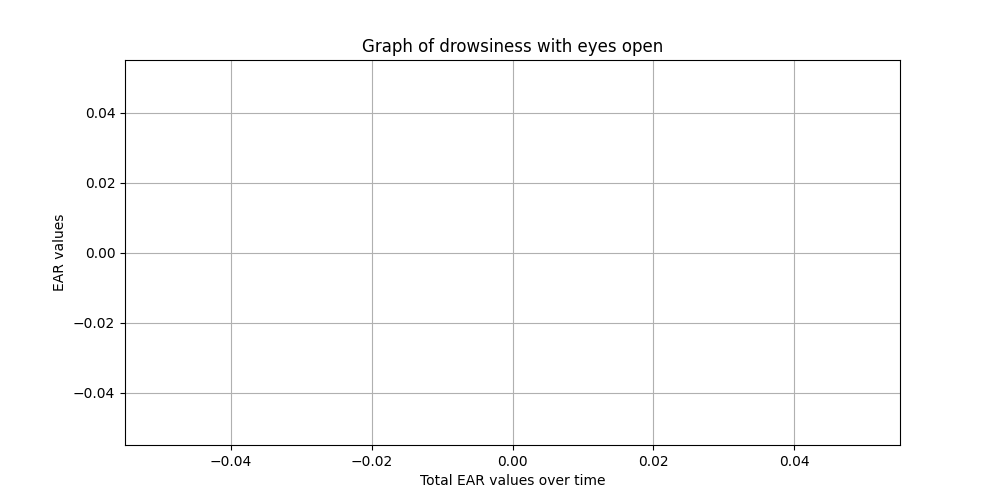 Graph of drowsiness with eyes open
0.04
0.02
0.00
−0.02
−0.04
EAR values
−0.04 −0.02 0.00 0.02 0.04
Total EAR values over time